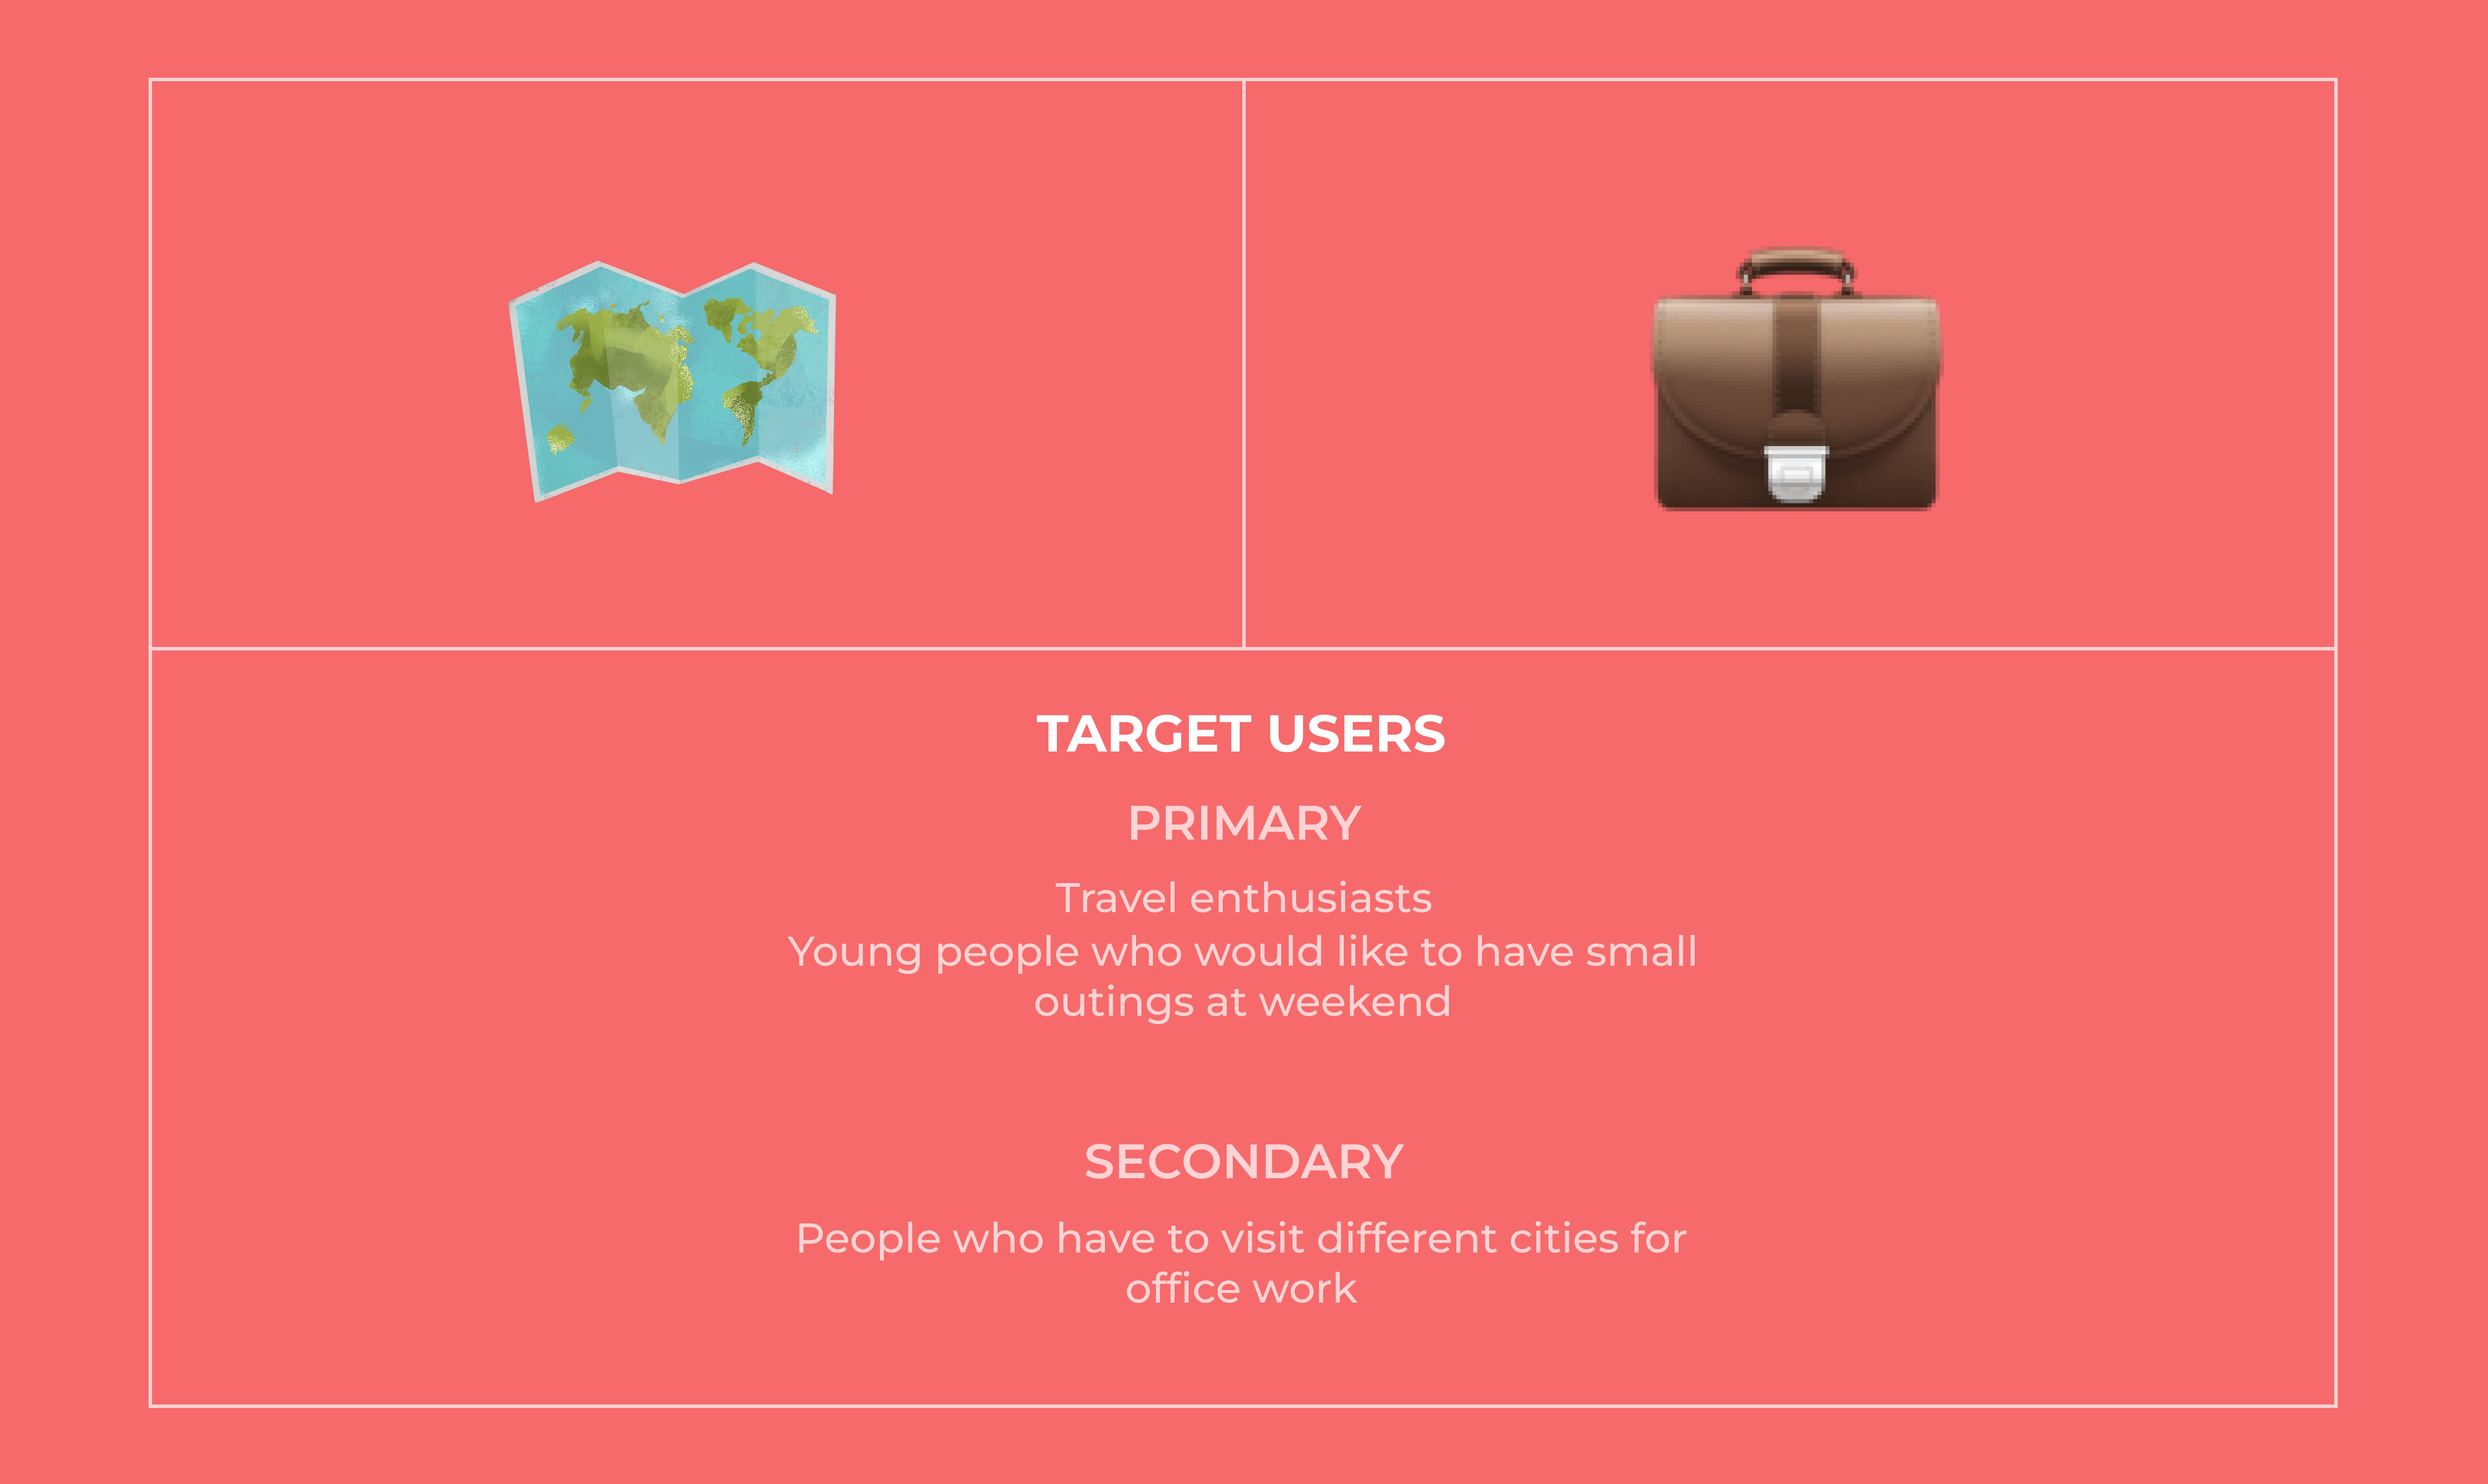 TARGET USERS
PRIMARY
Travel enthusiasts
Young people who would like to have small
outings at weekend
SECONDARY
People who have to visit different cities for
office work